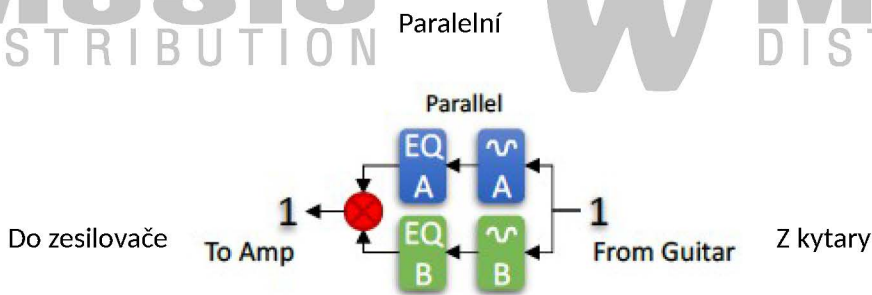 Paralelní
STRIBUTION
DIST
Parallel
EQ
A
A
1
1
Do zesilovače
To Amp
EQ
B
B
From Guitar
Z kytary